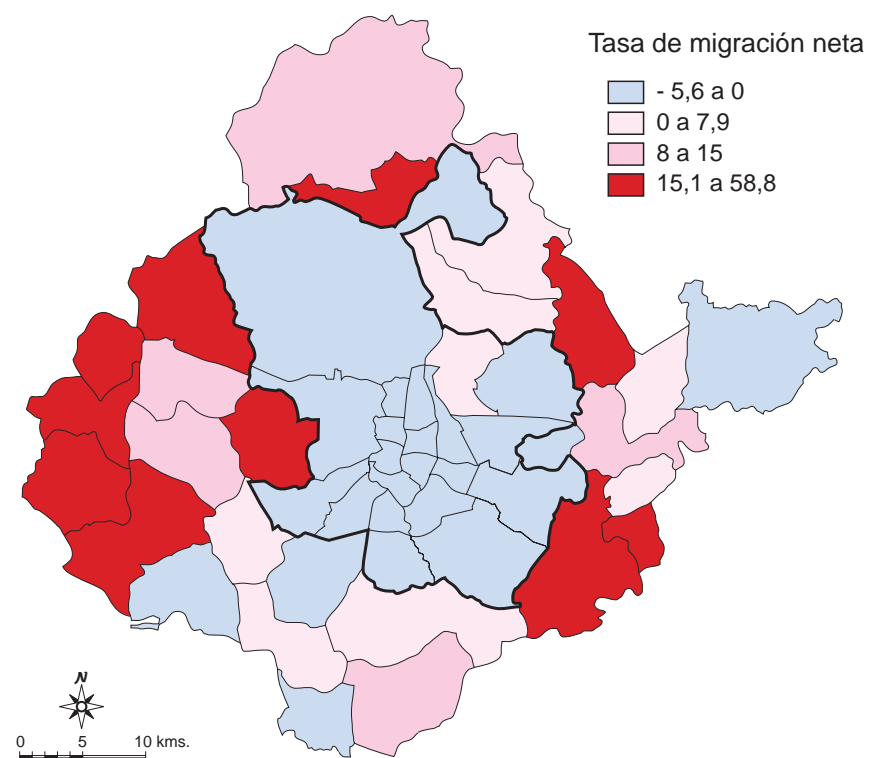 Tasa de migración neta
- 5,6 a 0
0 a 7,9
8 a 15
15,1 a 58,8
N
0 5 10 kms.